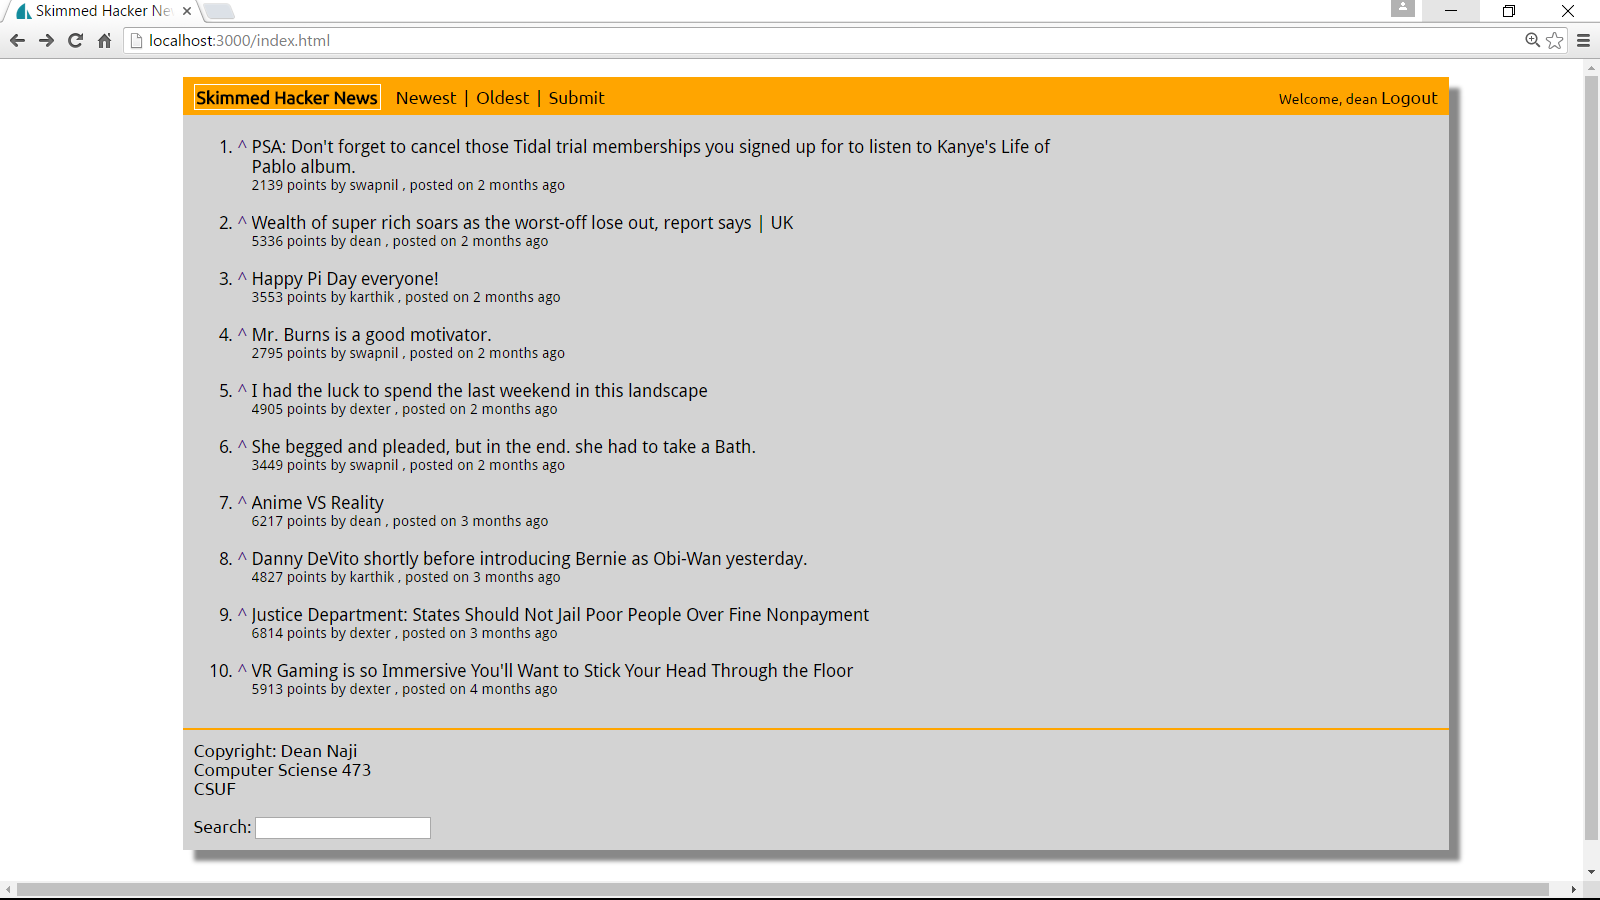 Skimmed Hacker Ne
localhost:3000/index.html
Skimmed Hacker News Newest | Oldest | Submit Welcome, dean Logout
1. ^ PSA: Don't forget to cancel those Tidal trial memberships you signed up for to listen to Kanye's Life of
Pablo album.
2139 points by swapnil , posted on 2 months ago
2. ^ Wealth of super rich soars as the worst-off lose out, report says | UK
5336 points by dean , posted on 2 months ago
3. ^ Happy Pi Day everyone!
3553 points by karthik , posted on 2 months ago
4. ^ Mr. Burns is a good motivator.
2795 points by swapnil , posted on 2 months ago
5. ^ I had the luck to spend the last weekend in this landscape
4905 points by dexter , posted on 2 months ago
6. ^ She begged and pleaded, but in the end. she had to take a Bath.
3449 points by swapnil , posted on 2 months ago
7. ^ Anime VS Reality
6217 points by dean , posted on 3 months ago
8. ^ Danny DeVito shortly before introducing Bernie as Obi-Wan yesterday.
4827 points by karthik , posted on 3 months ago
9. ^ Justice Department: States Should Not Jail Poor People Over Fine Nonpayment
6814 points by dexter , posted on 3 months ago
10. ^ VR Gaming is so Immersive You'll Want to Stick Your Head Through the Floor
5913 points by dexter , posted on 4 months ago
Copyright: Dean Naji
Computer Sciense 473
CSUF
Search: